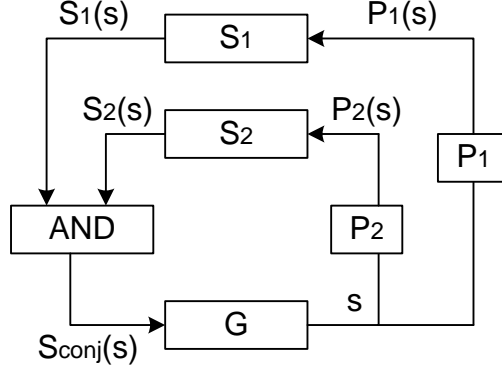 S1(s)
P1(s)
S1
S2(s)
P2(s)
S2
P1
AND
P2
s
G
Sconj(s)